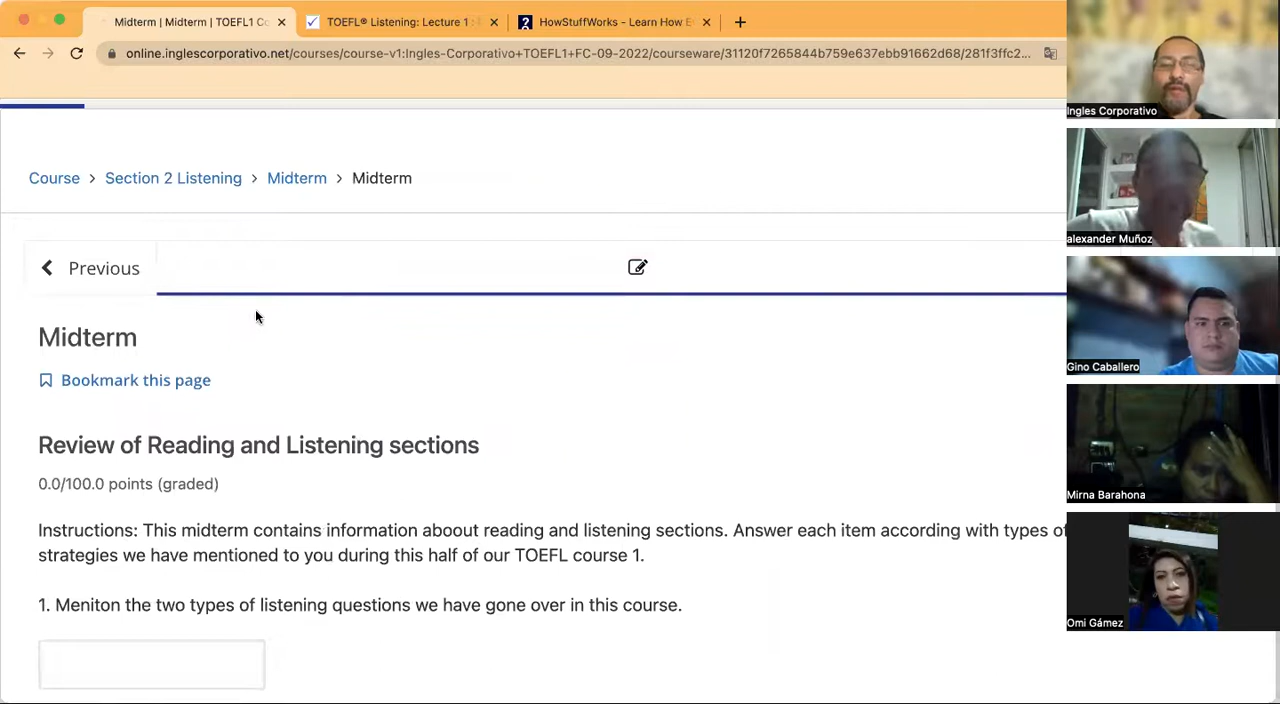 Midterm | Midterm | TOEFL1 Co
TOEFL® Listening: Lecture 1 :
HowStuffWorks - Learn How E
online.inglescorporativo.net/courses/course-v1:Ingles-Corporativo+TOEFL1+FC-09-2022/courseware/31120f7265844b759e637ebb91662d68/281f3ffc2...
Course > Section 2 Listening > Midterm > Midterm
Previous
Midterm
Bookmark this page
Review of Reading and Listening sections
0.0/100.0 points (graded)
Instructions: This midterm contains information aboout reading and listening sections. Answer each item according with types of
strategies we have mentioned to you during this half of our TOEFL course 1.
1. Meniton the two types of listening questions we have gone over in this course.
Ingles Corporativo
alexander Muñoz
Gino Caballero
Mirna Barahona
Omi Gámez